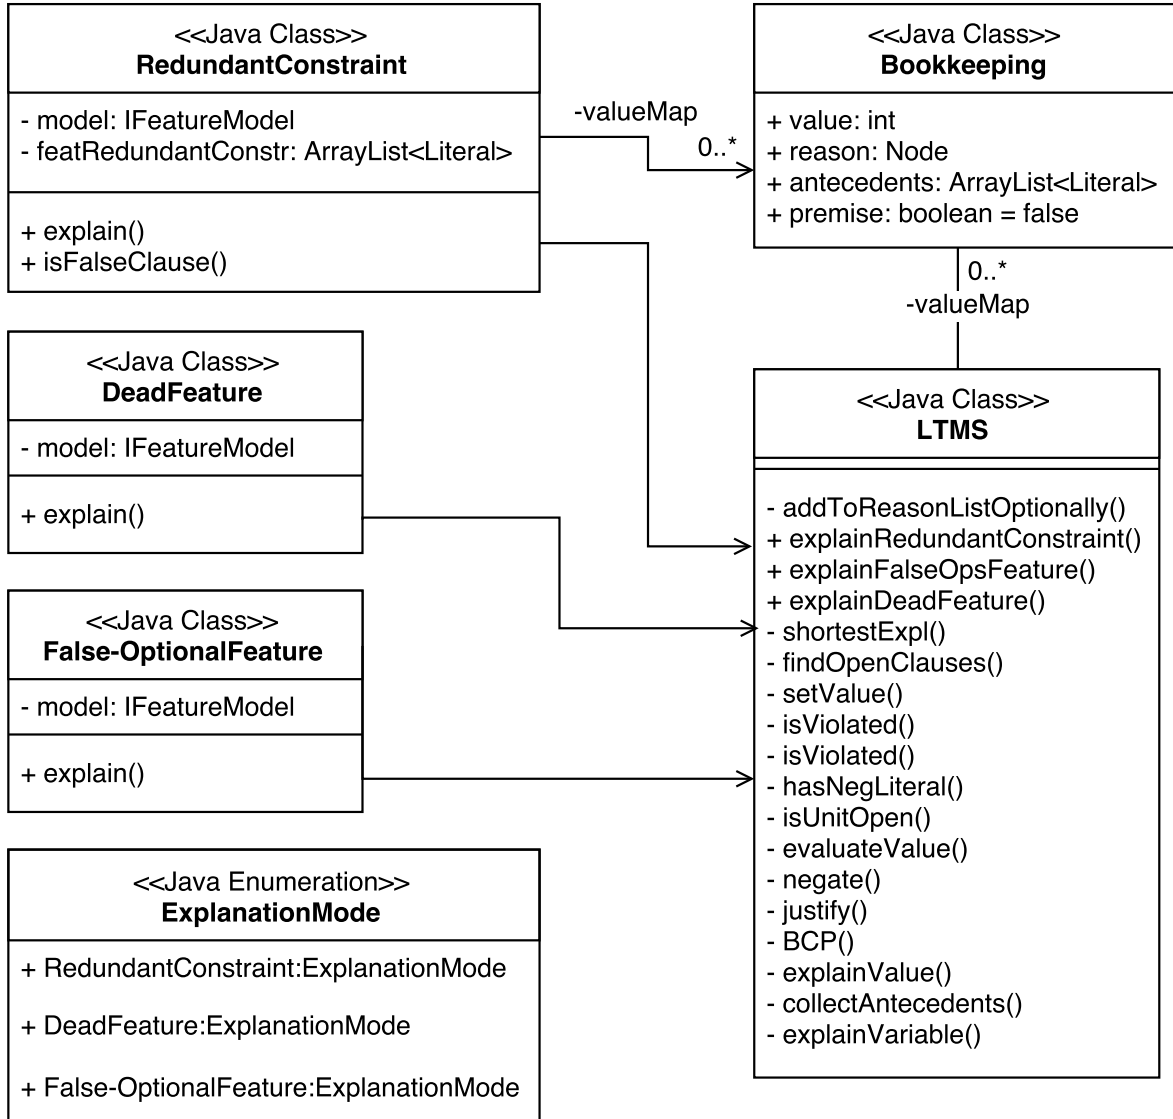 <<Java Class>>
RedundantConstraint
- model: IFeatureModel
- featRedundantConstr: ArrayList<Literal>
+ explain()
+ isFalseClause()
-valueMap
0..*
<<Java Class>>
Bookkeeping
+ value: int
+ reason: Node
+ antecedents: ArrayList<Literal>
+ premise: boolean = false
0..*
-valueMap
<<Java Class>>
DeadFeature
- model: IFeatureModel
+ explain()
<<Java Class>>
False-OptionalFeature
- model: IFeatureModel
+ explain()
<<Java Enumeration>>
ExplanationMode
+ RedundantConstraint:ExplanationMode
+ DeadFeature:ExplanationMode
+ False-OptionalFeature:ExplanationMode
<<Java Class>>
LTMS
- addToReasonListOptionally()
+ explainRedundantConstraint()
+ explainFalseOpsFeature()
+ explainDeadFeature()
- shortestExpl()
- findOpenClauses()
- setValue()
- isViolated()
- isViolated()
- hasNegLiteral()
- isUnitOpen()
- evaluateValue()
- negate()
- justify()
- BCP()
- explainValue()
- collectAntecedents()
- explainVariable()